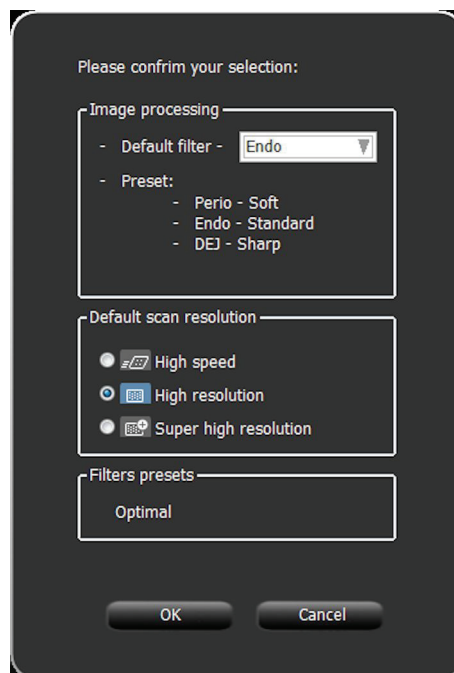 Please confrim your selection:
Image processing
- Default filter - Endo
- Preset:
- Perio - Soft
- Endo - Standard
- DEJ - Sharp
Default scan resolution
High speed
High resolution
Super high resolution
Filters presets
Optimal
OK Cancel